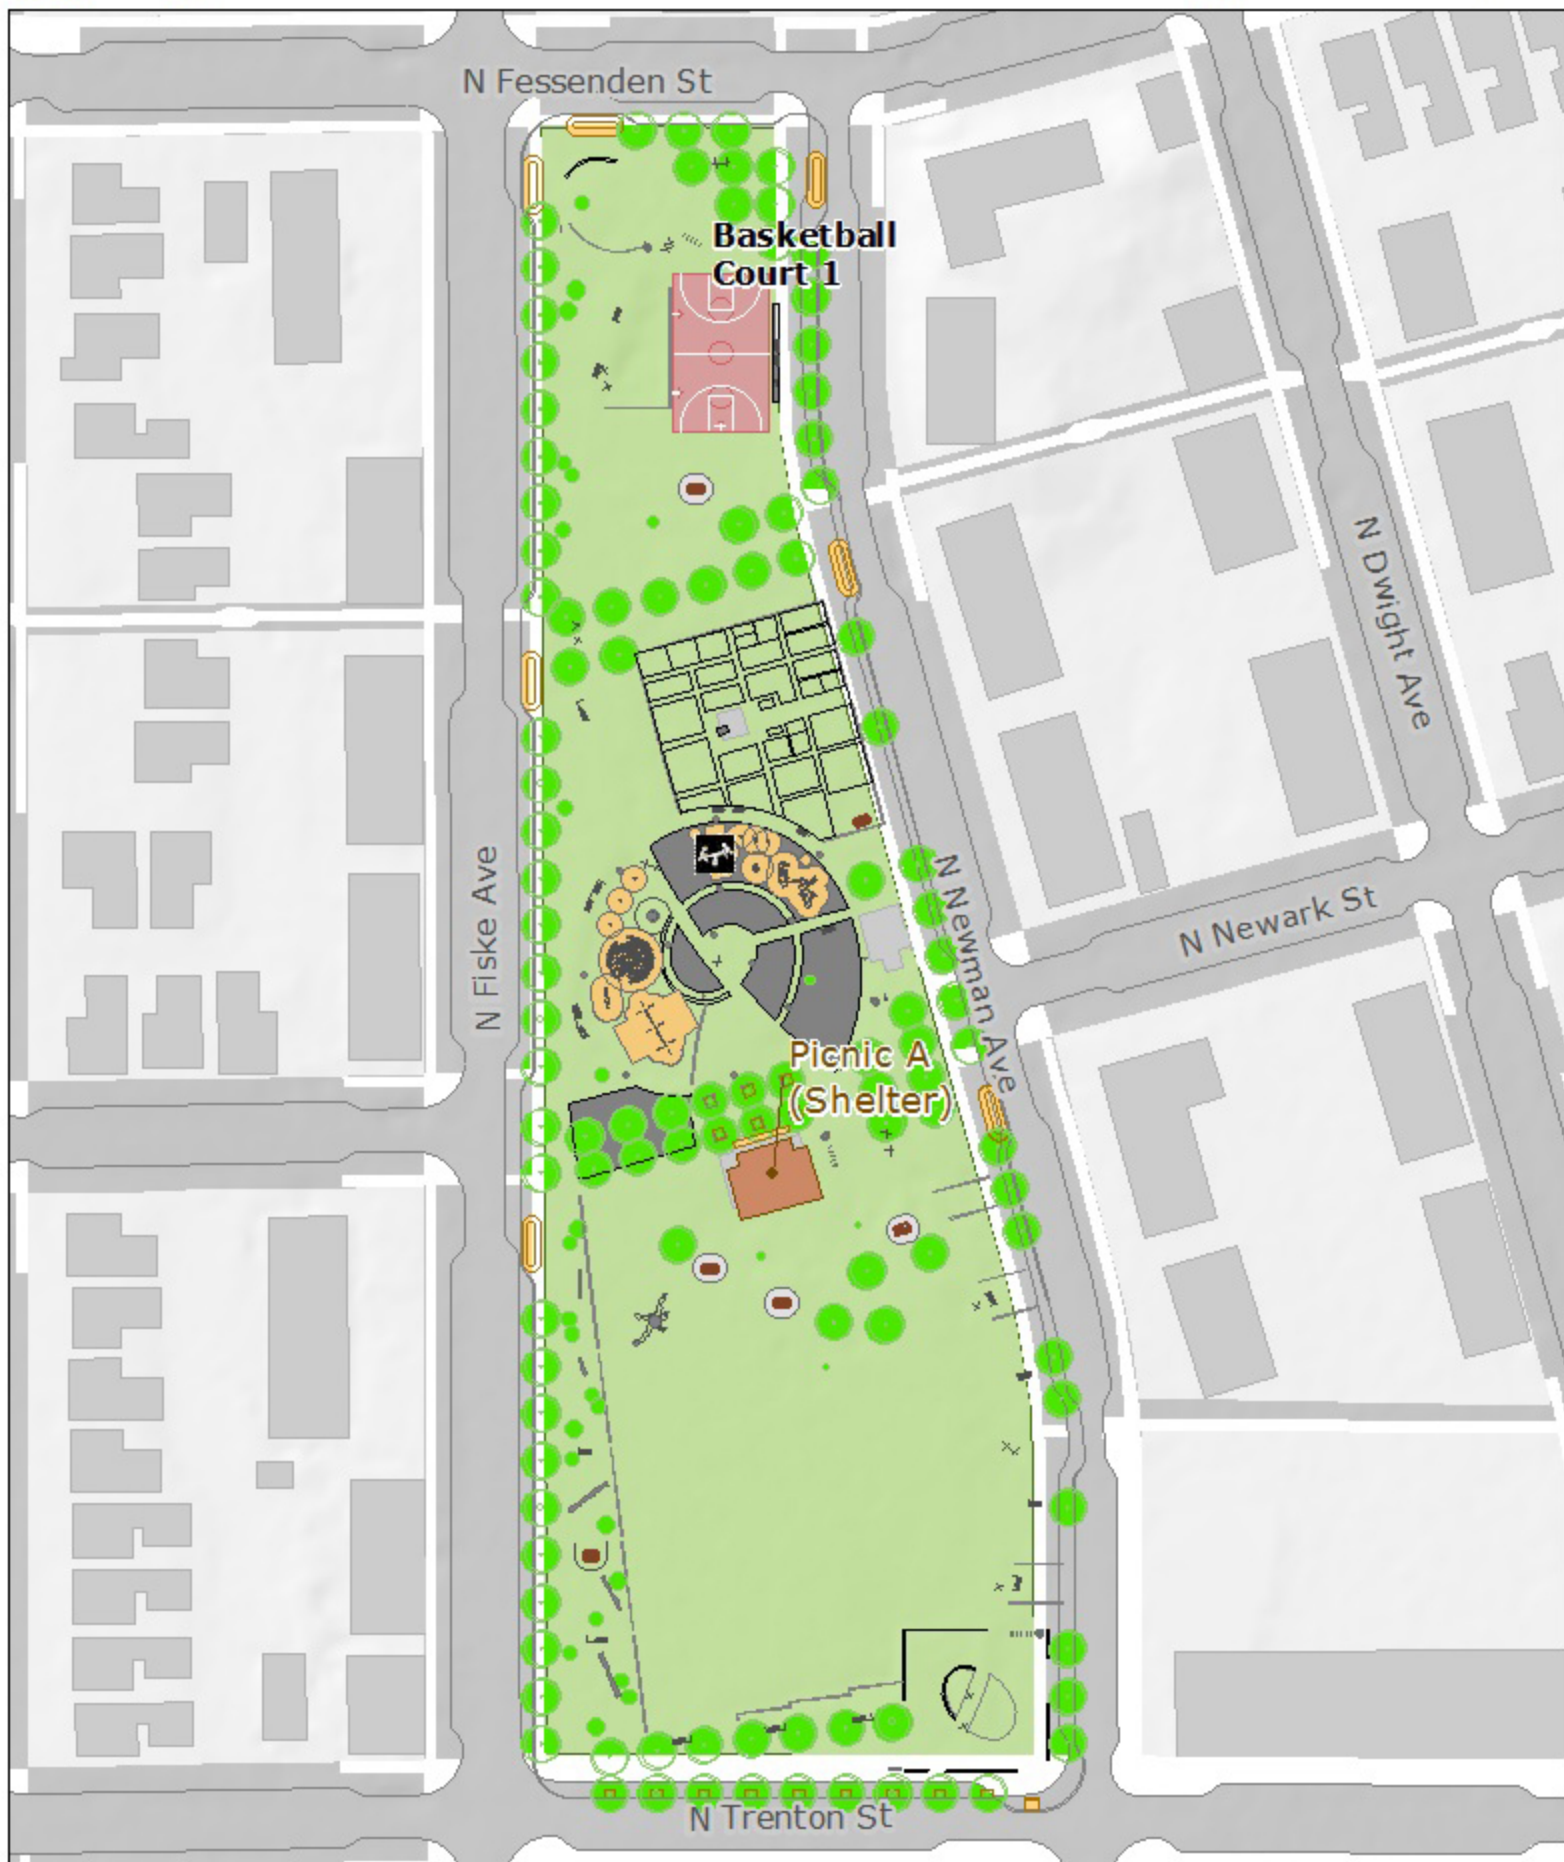 N Fessenden St
Basketball
Court 1
N Dwight Ave
N Fiske Ave
N Newman Ave
N Newark St
Picnic A
(Shelter)
N Trenton St